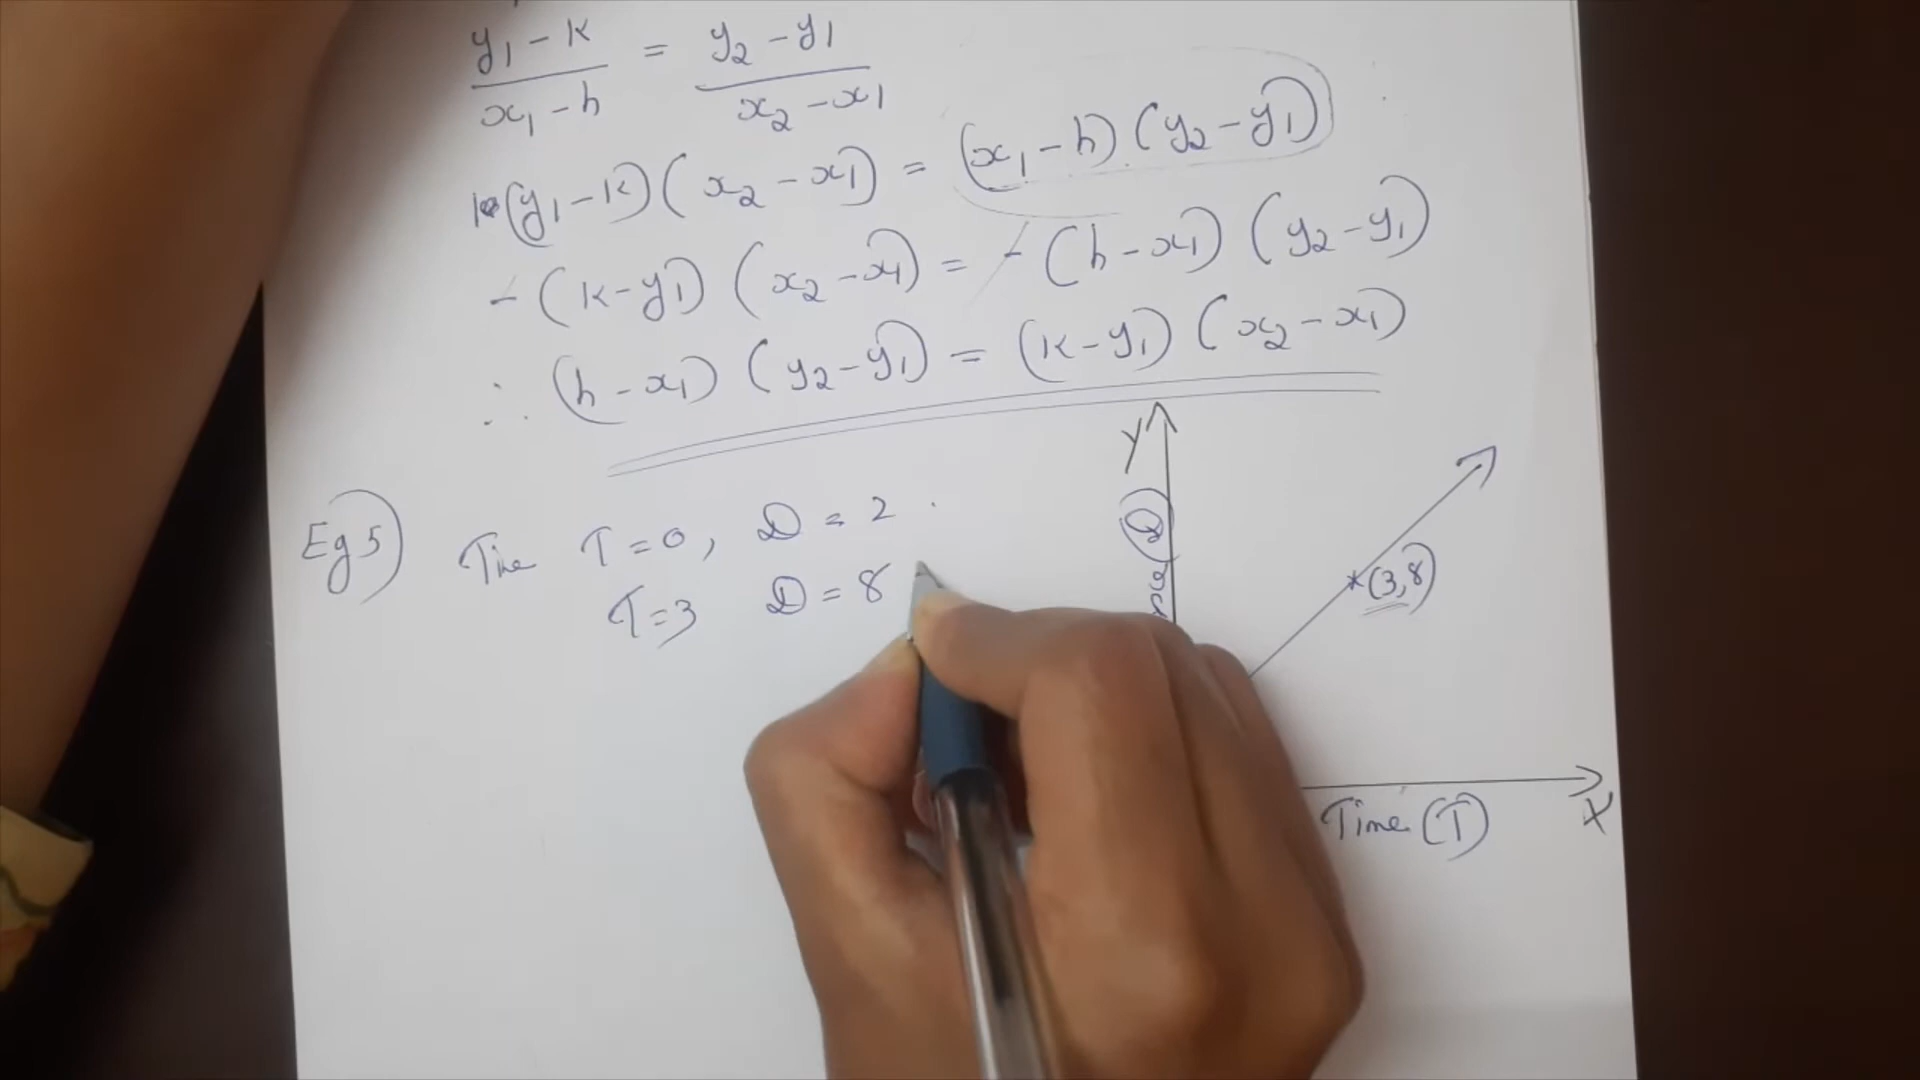 y₁ - k / x₁ - h = y₂ - y₁ / x₂ - x₁
(y₁ - k) (x₂ - x₁) = (x₁ - h) (y₂ - y₁)
- (k - y₁) (x₂ - x₁) = - (h - x₁) (y₂ - y₁)
∴ (h - x₁) (y₂ - y₁) = (k - y₁) (x₂ - x₁)
Eg 5) Time T = 0, D = 2
T = 3 D = 8
Y
(D)
(3,8)
Time (T)
X